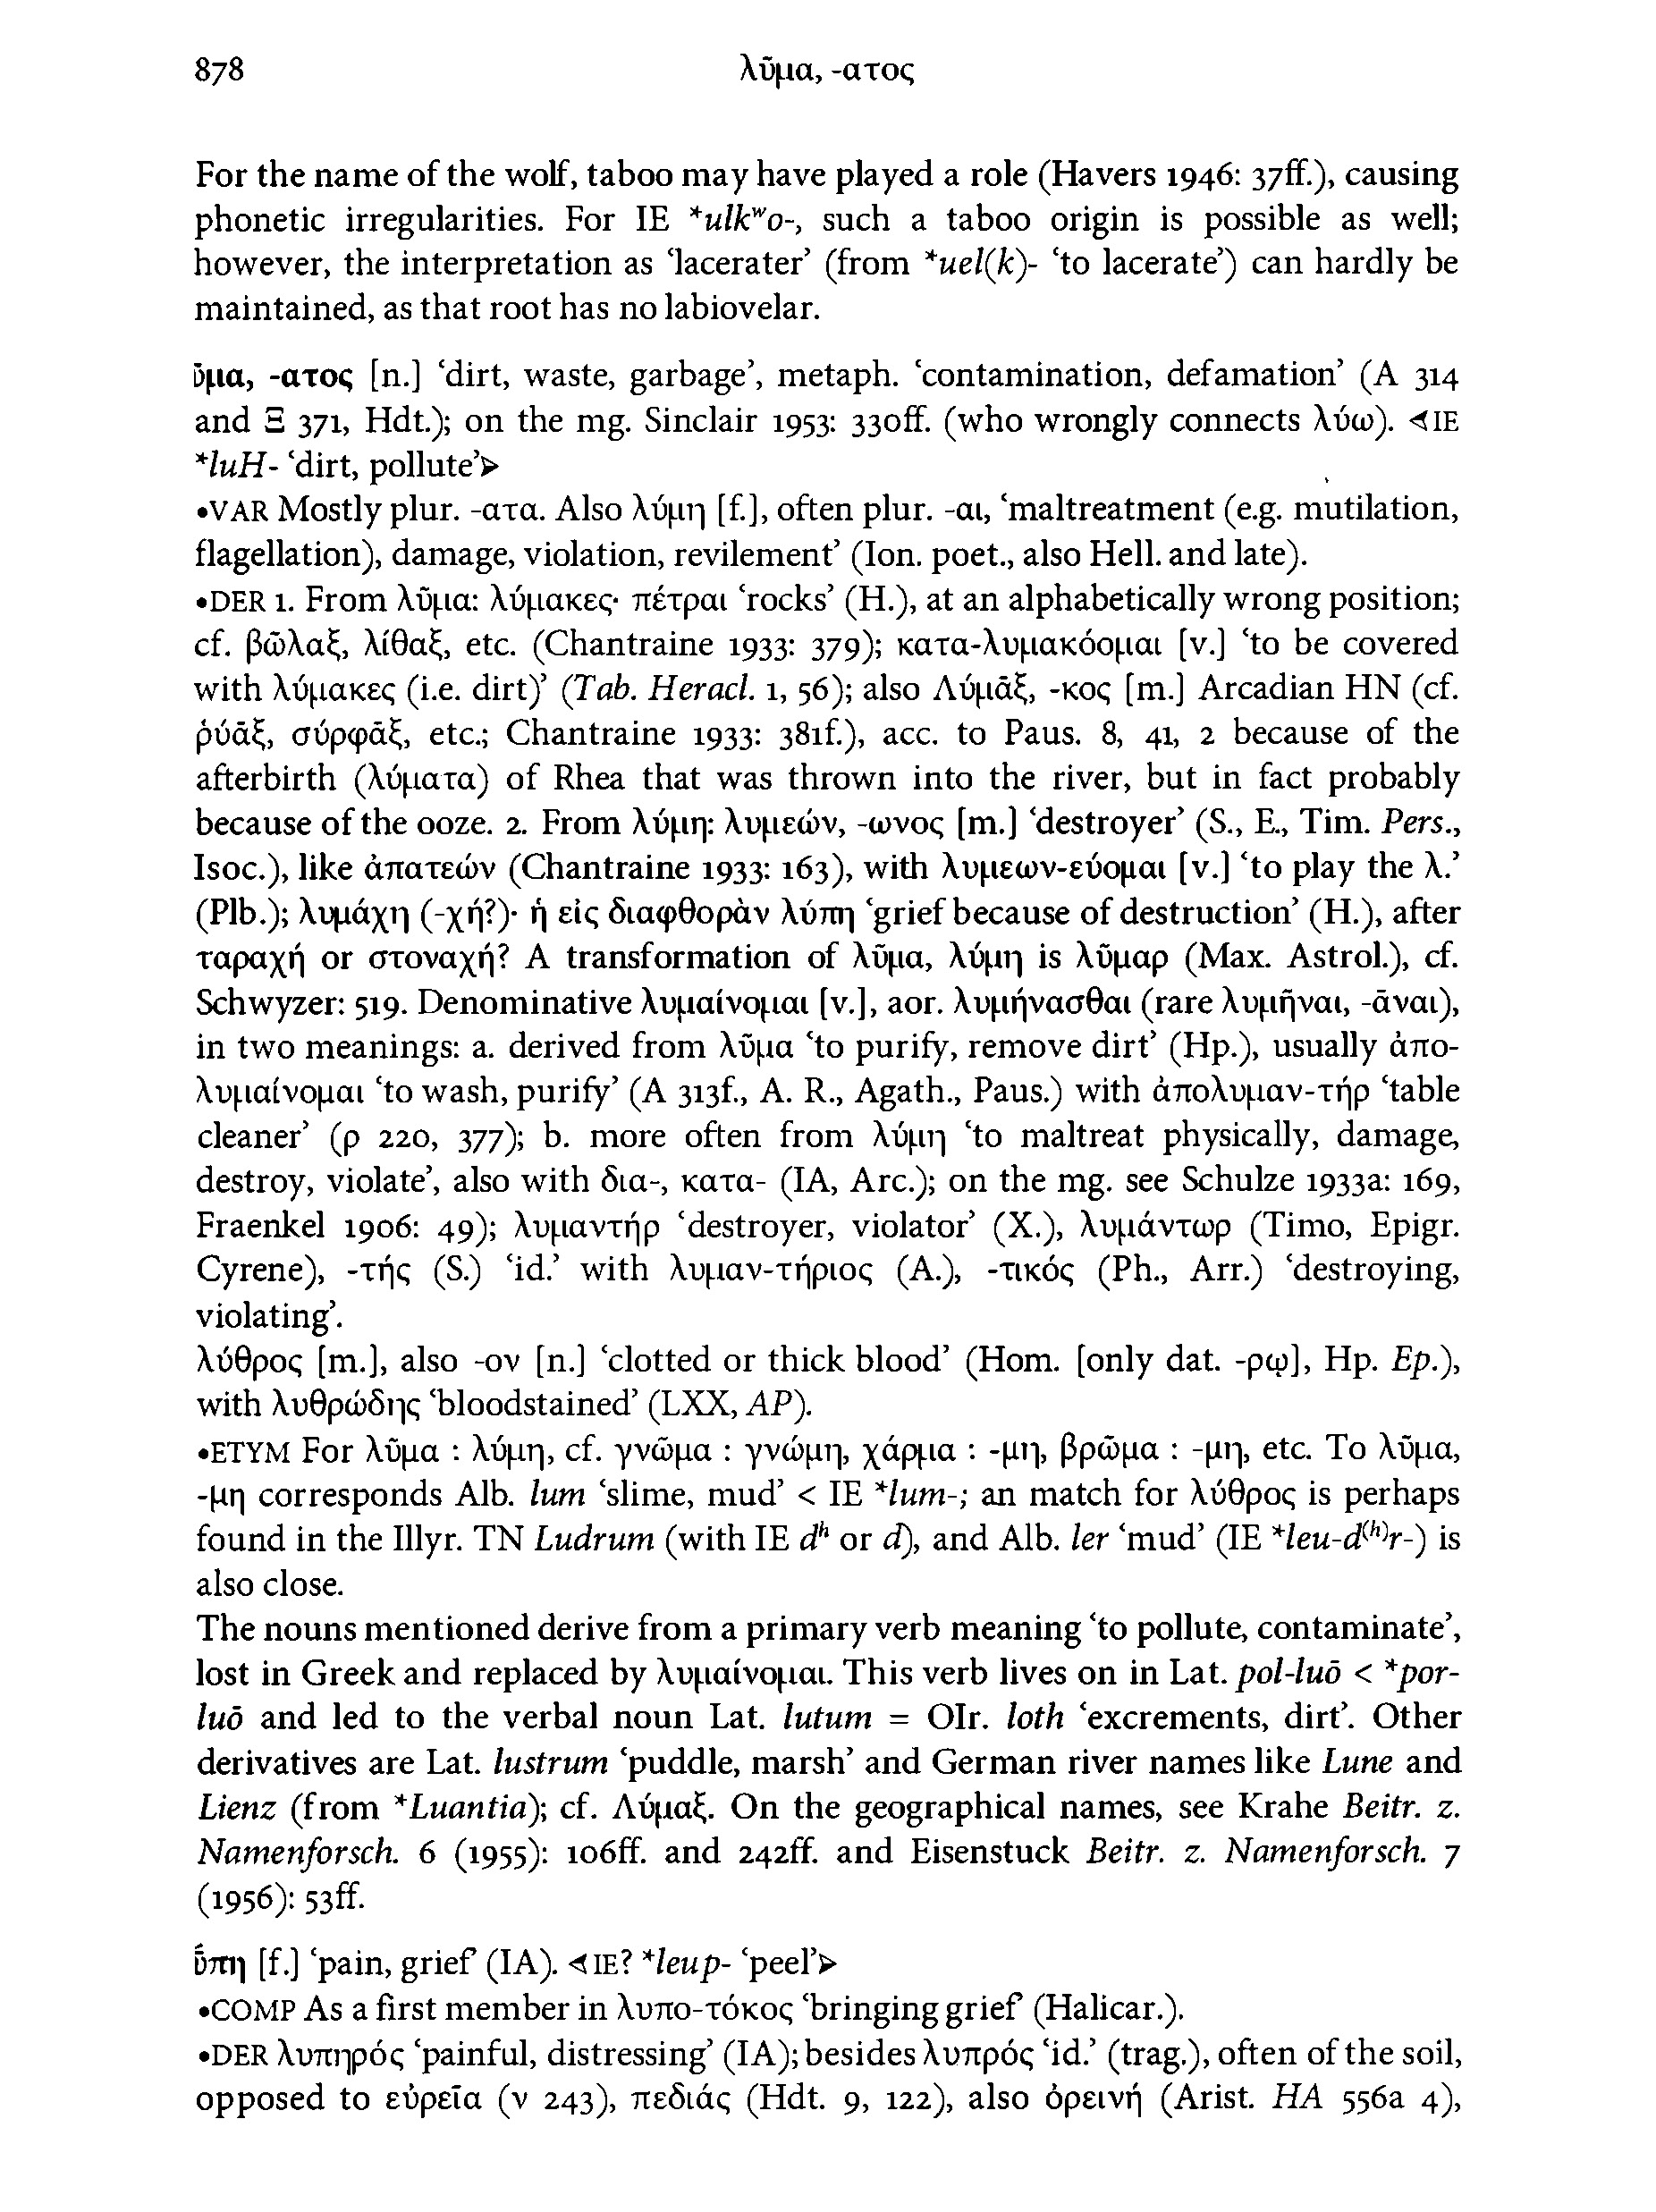 878
λῦμα, -ατος
For the name of the wolf, taboo may have played a role (Havers 1946: 37ff.), causing
phonetic irregularities. For IE *ulkʷo-, such a taboo origin is possible as well;
however, the interpretation as ‘lacerater’ (from *uel(k)- ‘to lacerate’) can hardly be
maintained, as that root has no labiovelar.
ῦμα, -ατος [n.] ‘dirt, waste, garbage’, metaph. ‘contamination, defamation’ (A 314
and Ξ 371, Hdt.); on the mg. Sinclair 1953: 330ff. (who wrongly connects λύω). ⊲IE
*luH- ‘dirt, pollute’⊳
•VAR Mostly plur. -ατα. Also λύμη [f.], often plur. -αι, ‘maltreatment (e.g. mutilation,
flagellation), damage, violation, revilement’ (Ion. poet., also Hell. and late).
•DER 1. From λῦμα: λύμακες· πέτραι ‘rocks’ (H.), at an alphabetically wrong position;
cf. βῶλαξ, λίθαξ, etc. (Chantraine 1933: 379); κατα-λυμακόομαι [v.] ‘to be covered
with λύμακες (i.e. dirt)’ (Tab. Heracl. 1, 56); also Λύμᾱξ, -κος [m.] Arcadian HN (cf.
ῥύᾱξ, σύρφᾱξ, etc.; Chantraine 1933: 381f.), acc. to Paus. 8, 41, 2 because of the
afterbirth (λύματα) of Rhea that was thrown into the river, but in fact probably
because of the ooze. 2. From λύμη: λυμεών, -ωνος [m.] ‘destroyer’ (S., E., Tim. Pers.,
Isoc.), like ἀπατεών (Chantraine 1933: 163), with λυμεων-εύομαι [v.] ‘to play the λ.’
(Plb.); λυμάχη (-χή?)· ἡ εἰς διαφθορὰν λύπη ‘grief because of destruction’ (H.), after
ταραχή or στοναχή? A transformation of λῦμα, λύμη is λῦμαρ (Max. Astrol.), cf.
Schwyzer: 519. Denominative λυμαίνομαι [v.], aor. λυμήνασθαι (rare λυμῆναι, -ᾶναι),
in two meanings: a. derived from λῦμα ‘to purify, remove dirt’ (Hp.), usually ἀπο-
λυμαίνομαι ‘to wash, purify’ (A 313f., A. R., Agath., Paus.) with ἀπολυμαν-τήρ ‘table
cleaner’ (ρ 220, 377); b. more often from λύμη ‘to maltreat physically, damage,
destroy, violate’, also with δια-, κατα- (IA, Arc.); on the mg. see Schulze 1933a: 169,
Fraenkel 1906: 49); λυμαντήρ ‘destroyer, violator’ (X.), λυμάντωρ (Timo, Epigr.
Cyrene), -τής (S.) ‘id.’ with λυμαν-τήριος (A.), -τικός (Ph., Arr.) ‘destroying,
violating’.
λύθρος [m.], also -ον [n.] ‘clotted or thick blood’ (Hom. [only dat. -ρῳ], Hp. Ep.),
with λυθρώδης ‘bloodstained’ (LXX, AP).
•ETYM For λῦμα : λύμη, cf. γνῶμα : γνώμη, χάρμα : -μη, βρῶμα : -μη, etc. To λῦμα,
-μη corresponds Alb. lum ‘slime, mud’ < IE *lum-; an match for λύθρος is perhaps
found in the Illyr. TN Ludrum (with IE dʰ or d), and Alb. ler ‘mud’ (IE *leu-d⁽ʰ⁾r-) is
also close.
The nouns mentioned derive from a primary verb meaning ‘to pollute, contaminate’,
lost in Greek and replaced by λυμαίνομαι. This verb lives on in Lat. pol-luō < *por-
luō and led to the verbal noun Lat. lutum = OIr. loth ‘excrements, dirt’. Other
derivatives are Lat. lustrum ‘puddle, marsh’ and German river names like Lune and
Lienz (from *Luantia); cf. Λύμαξ. On the geographical names, see Krahe Beitr. z.
Namenforsch. 6 (1955): 106ff. and 242ff. and Eisenstuck Beitr. z. Namenforsch. 7
(1956): 53ff.
ῡ́πη [f.] ‘pain, grief’ (IA). ⊲IE? *leup- ‘peel’⊳
•COMP As a first member in λυπο-τόκος ‘bringing grief’ (Halicar.).
•DER λυπηρός ‘painful, distressing’ (IA); besides λυπρός ‘id.’ (trag.), often of the soil,
opposed to εὐρεῖα (ν 243), πεδιάς (Hdt. 9, 122), also ὀρεινή (Arist. HA 556a 4),